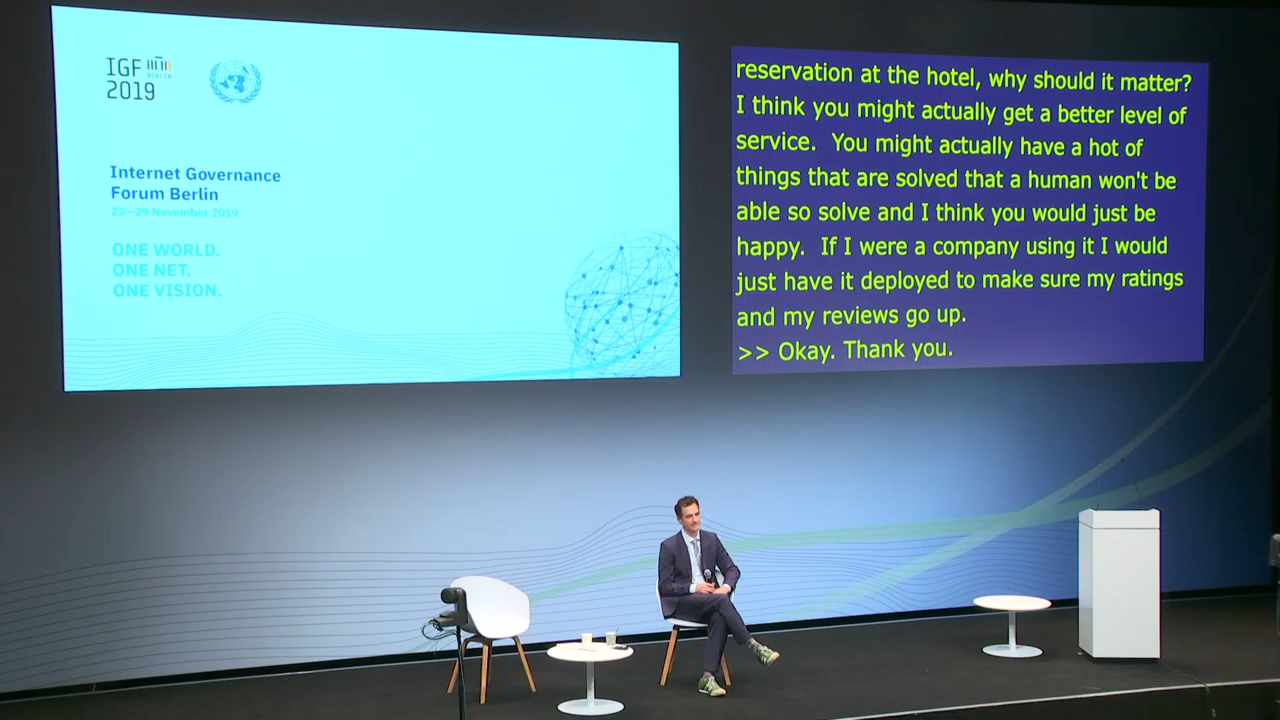 IGF
BERLIN
2019
Internet Governance
Forum Berlin
25–29 November 2019
ONE WORLD.
ONE NET.
ONE VISION.
reservation at the hotel, why should it matter?
I think you might actually get a better level of
service.  You might actually have a hot of
things that are solved that a human won't be
able so solve and I think you would just be
happy.  If I were a company using it I would
just have it deployed to make sure my ratings
and my reviews go up.
>> Okay. Thank you.